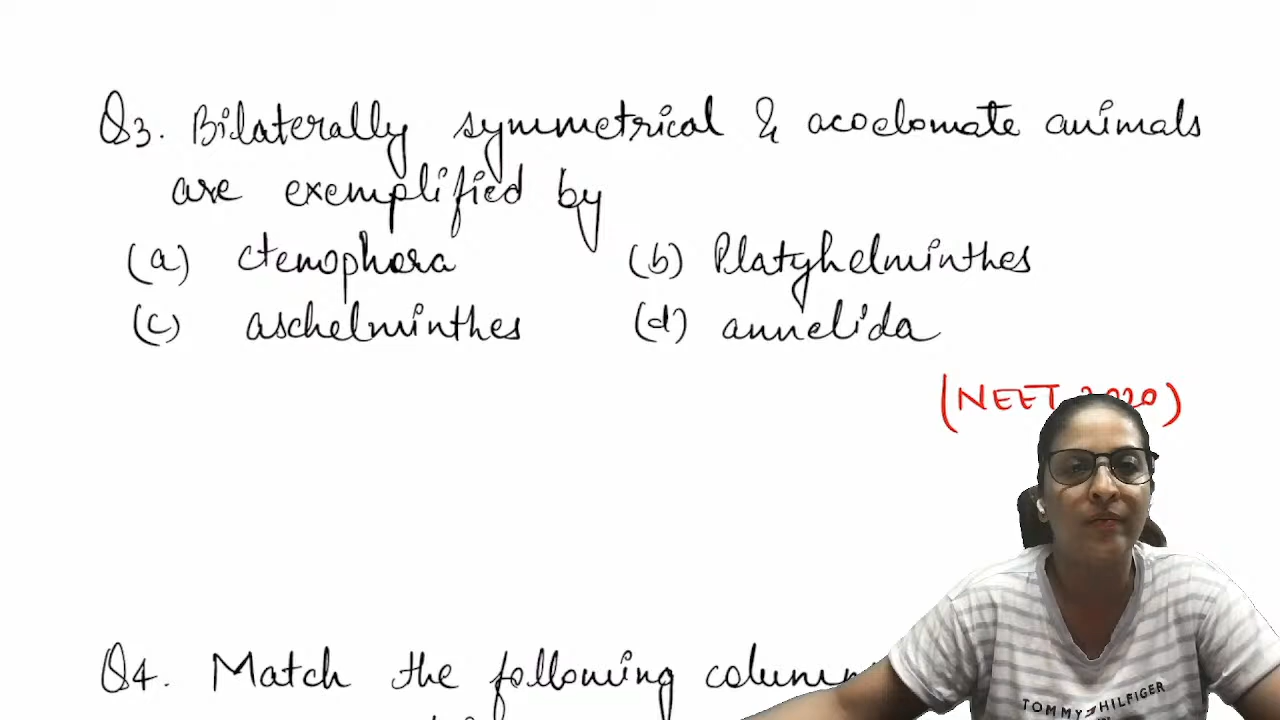 Q3. Bilaterally symmetrical & acoelomate animals
are exemplified by
(a) ctenophora (b) Platyhelminthes
(c) aschelminthes (d) annelida
(NEET 2020)
Q4. Match the following
TOMMY HILFIGER